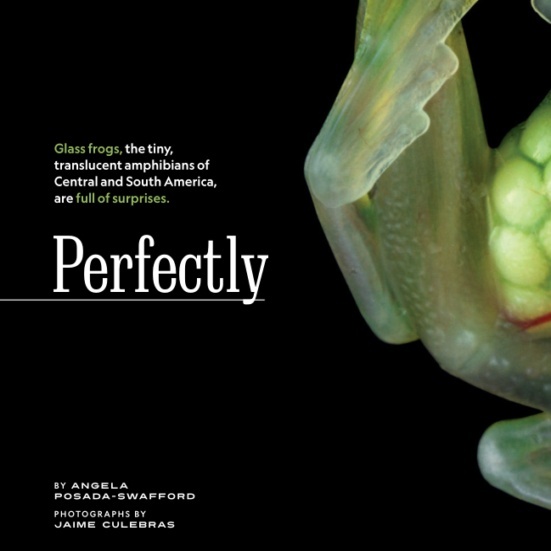 Glass frogs, the tiny,
translucent amphibians of
Central and South America,
are full of surprises.
Perfectly
BY ANGELA
POSADA-SWAFFORD
PHOTOGRAPHS BY
JAIME CULEBRAS